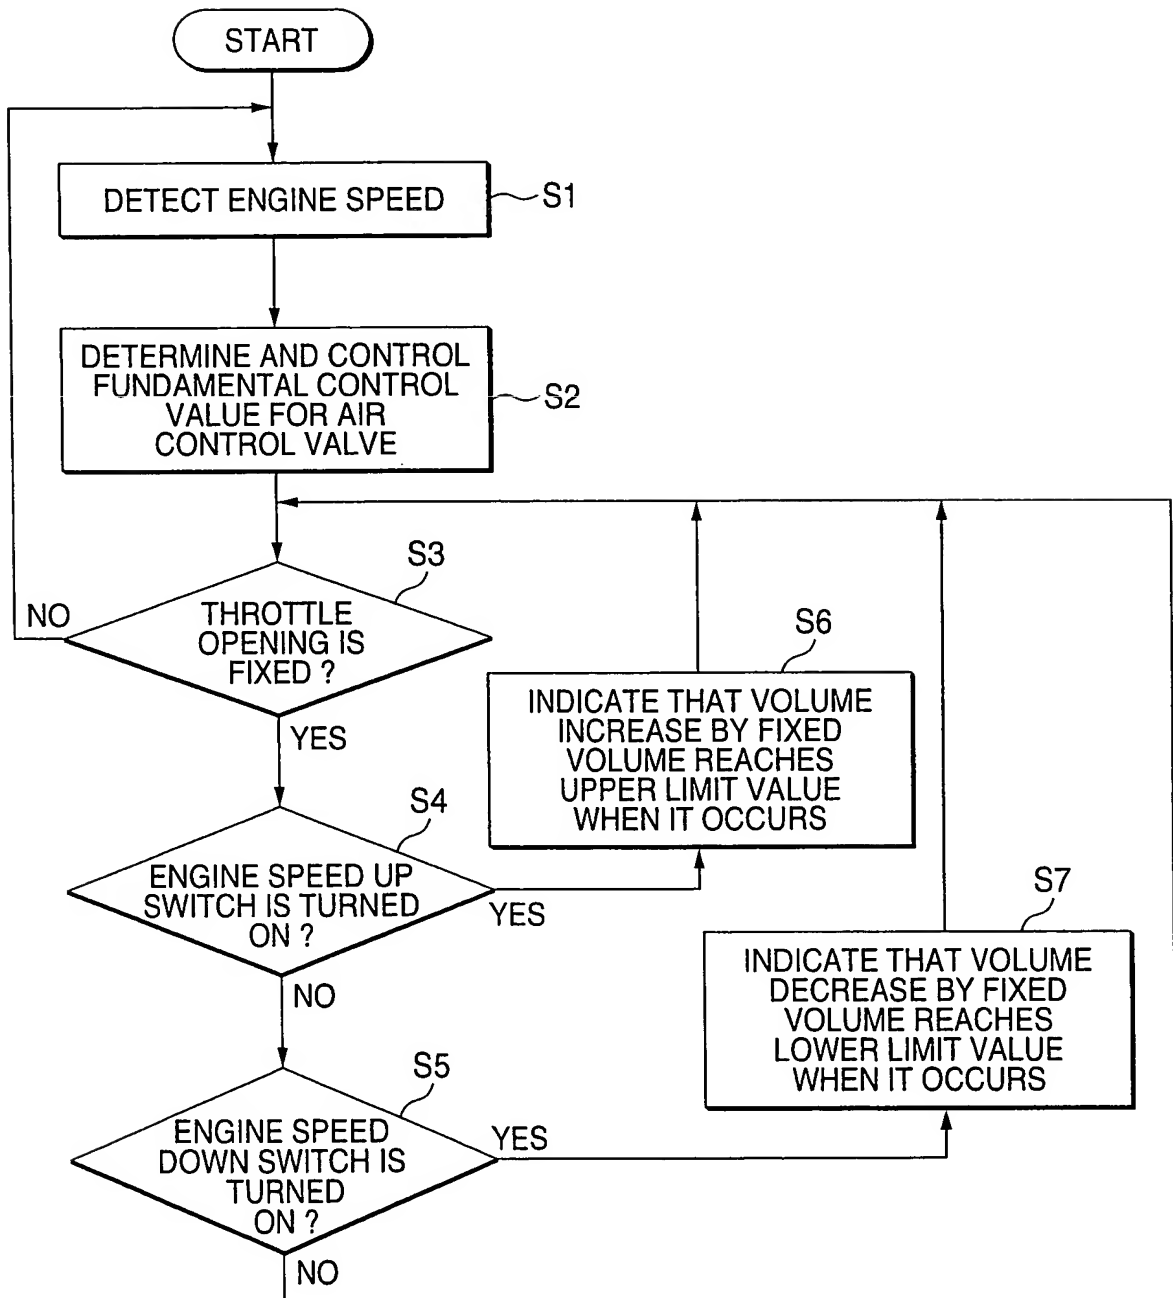 START
DETECT ENGINE SPEED
S1
DETERMINE AND CONTROL
FUNDAMENTAL CONTROL
VALUE FOR AIR
CONTROL VALVE
S2
S3
NO
THROTTLE
OPENING IS
FIXED ?
YES
S6
INDICATE THAT VOLUME
INCREASE BY FIXED
VOLUME REACHES
UPPER LIMIT VALUE
WHEN IT OCCURS
S4
ENGINE SPEED UP
SWITCH IS TURNED
ON ?
YES
NO
S7
INDICATE THAT VOLUME
DECREASE BY FIXED
VOLUME REACHES
LOWER LIMIT VALUE
WHEN IT OCCURS
S5
ENGINE SPEED
DOWN SWITCH IS
TURNED
ON ?
YES
NO